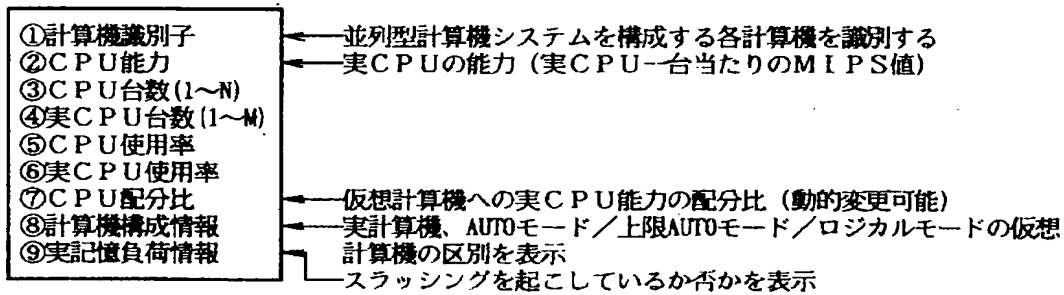 ①計算機識別子 並列型計算機システムを構成する各計算機を識別する
②CPU能力 実CPUの能力（実CPU一台当たりのMIPS値）
③CPU台数(1～N)
④実CPU台数(1～M)
⑤CPU使用率
⑥実CPU使用率
⑦CPU配分比 仮想計算機への実CPU能力の配分比（動的変更可能）
⑧計算機構成情報 実計算機、AUTOモード／上限AUTOモード／ロジカルモードの仮想
⑨実記憶負荷情報 計算機の区別を表示
スラッシングを起こしているか否かを表示